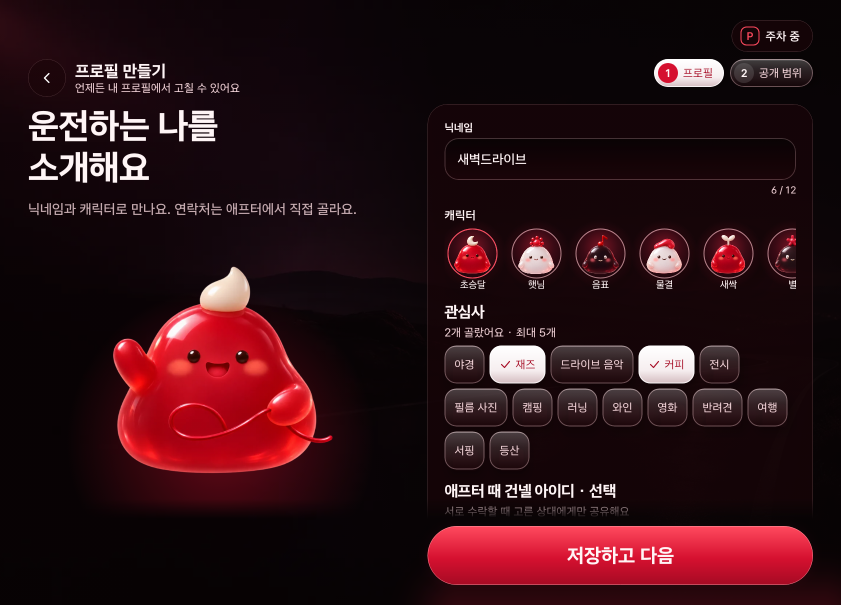 P 주차 중
프로필 만들기
언제든 내 프로필에서 고칠 수 있어요
1 프로필
2 공개 범위
운전하는 나를
소개해요
닉네임과 캐릭터로 만나요. 연락처는 애프터에서 직접 골라요.
닉네임
새벽드라이브
6 / 12
캐릭터
초승달 햇님 음표 물결 새싹 별
관심사
2개 골랐어요 · 최대 5개
야경 재즈 드라이브 음악 커피 전시
필름 사진 캠핑 러닝 와인 영화 반려견 여행
서핑 등산
애프터 때 건넬 아이디 · 선택
서로 수락할 때 고른 상대에게만 공유해요
저장하고 다음